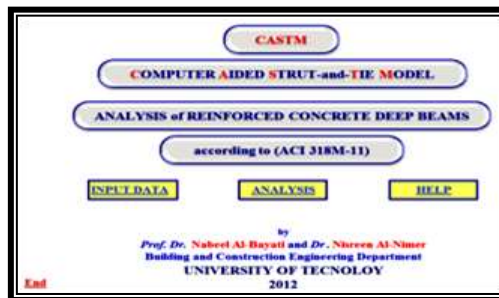 CASTM
COMPUTER AIDED STRUT-and-TIE MODEL
ANALYSIS of REINFORCED CONCRETE DEEP BEAMS
according to (ACI 318M-11)
INPUT DATA ANALYSIS HELP
by
Prof. Dr. Nabeel Al-Bayati and Dr. Nisreen Al-Nimer
Building and Construction Engineering Department
UNIVERSITY OF TECNOLOY
End 2012